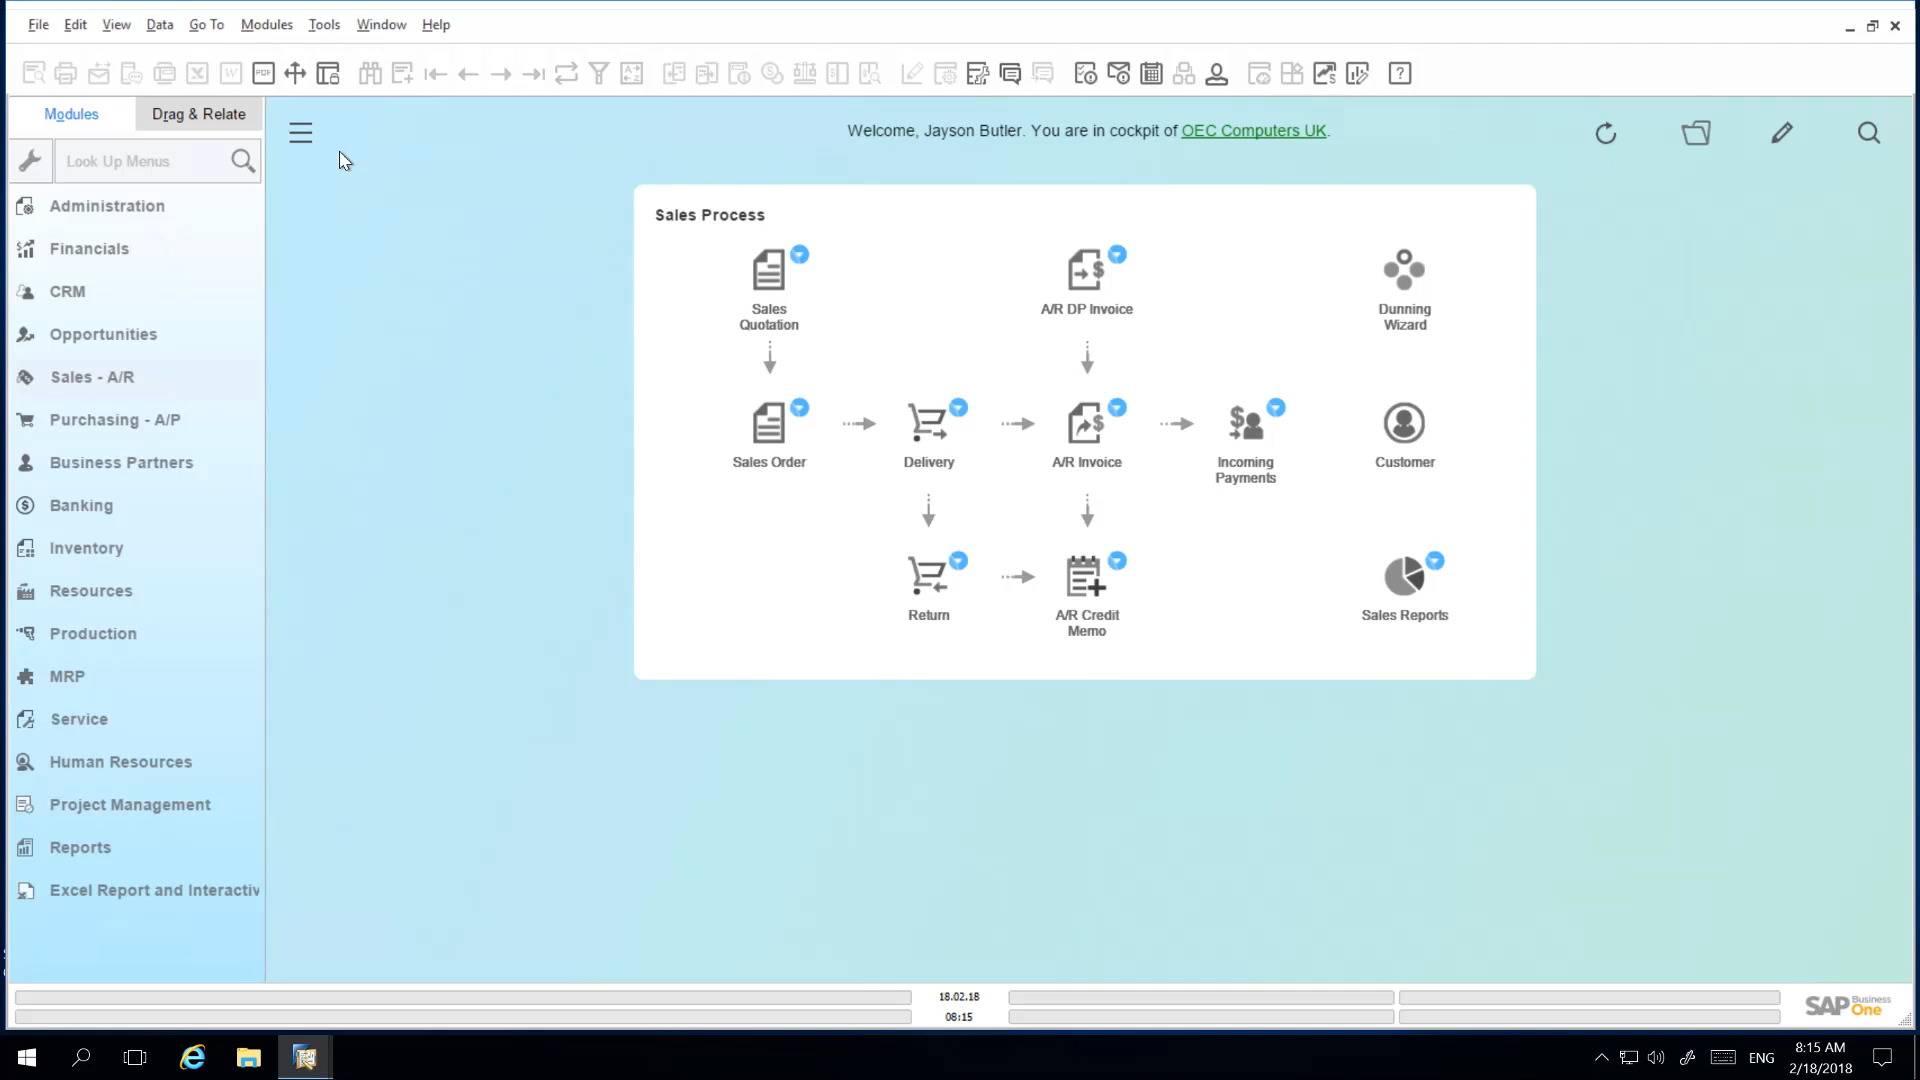 File Edit View Data Go To Modules Tools Window Help
Modules Drag & Relate
Welcome, Jayson Butler. You are in cockpit of OEC Computers UK.
Look Up Menus
Administration
Financials
CRM
Opportunities
Sales - A/R
Purchasing - A/P
Business Partners
Banking
Inventory
Resources
Production
MRP
Service
Human Resources
Project Management
Reports
Excel Report and Interactiv
Sales Process
Sales
Quotation
A/R DP Invoice
Dunning
Wizard
Sales Order
Delivery
A/R Invoice
Incoming
Payments
Customer
Return
A/R Credit
Memo
Sales Reports
18.02.18
08:15
SAP Business One
ENG
8:15 AM
2/18/2018